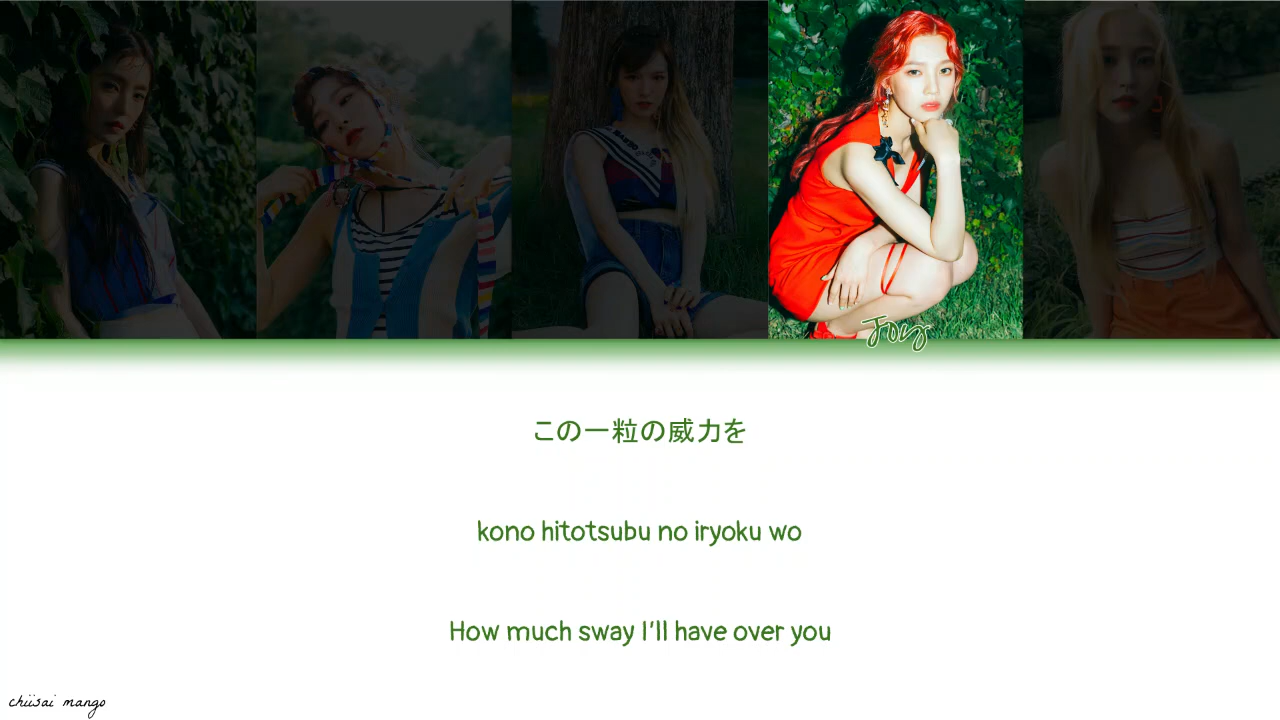 Joy
この一粒の威力を
kono hitotsubu no iryoku wo
How much sway I'll have over you
chiisai mango